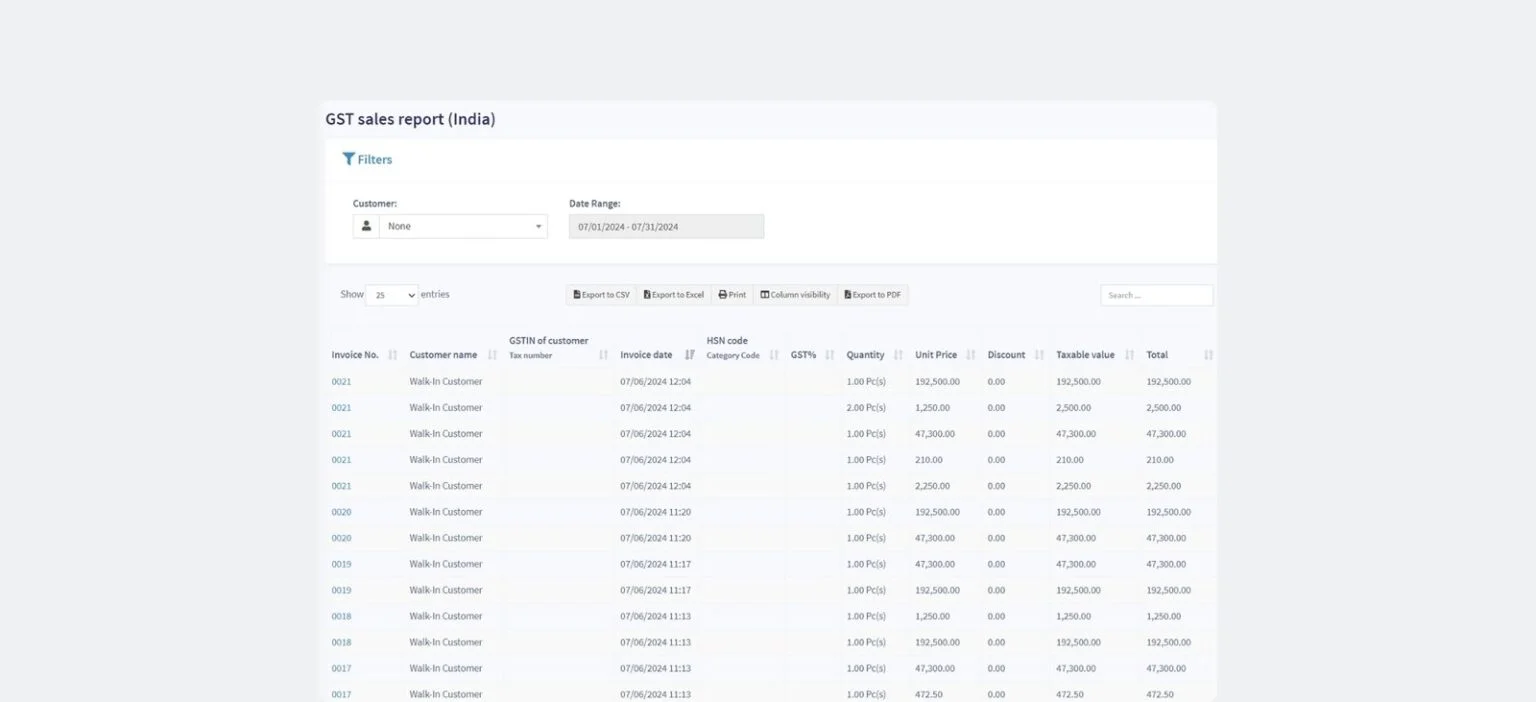 GST sales report (India)
Filters
Customer: Date Range:
None 07/01/2024 - 07/31/2024
Show 25 entries Export to CSV Export to Excel Print Column visibility Export to PDF Search ...
GSTIN of customer HSN code
Invoice No. Customer name Tax number Invoice date Category Code GST% Quantity Unit Price Discount Taxable value Total
0021 Walk-In Customer 07/06/2024 12:04 1.00 Pc(s) 192,500.00 0.00 192,500.00 192,500.00
0021 Walk-In Customer 07/06/2024 12:04 2.00 Pc(s) 1,250.00 0.00 2,500.00 2,500.00
0021 Walk-In Customer 07/06/2024 12:04 1.00 Pc(s) 47,300.00 0.00 47,300.00 47,300.00
0021 Walk-In Customer 07/06/2024 12:04 1.00 Pc(s) 210.00 0.00 210.00 210.00
0021 Walk-In Customer 07/06/2024 12:04 1.00 Pc(s) 2,250.00 0.00 2,250.00 2,250.00
0020 Walk-In Customer 07/06/2024 11:20 1.00 Pc(s) 192,500.00 0.00 192,500.00 192,500.00
0020 Walk-In Customer 07/06/2024 11:20 1.00 Pc(s) 47,300.00 0.00 47,300.00 47,300.00
0019 Walk-In Customer 07/06/2024 11:17 1.00 Pc(s) 47,300.00 0.00 47,300.00 47,300.00
0019 Walk-In Customer 07/06/2024 11:17 1.00 Pc(s) 192,500.00 0.00 192,500.00 192,500.00
0018 Walk-In Customer 07/06/2024 11:13 1.00 Pc(s) 1,250.00 0.00 1,250.00 1,250.00
0018 Walk-In Customer 07/06/2024 11:13 1.00 Pc(s) 192,500.00 0.00 192,500.00 192,500.00
0017 Walk-In Customer 07/06/2024 11:13 1.00 Pc(s) 47,300.00 0.00 47,300.00 47,300.00
0017 Walk-In Customer 07/06/2024 11:13 1.00 Pc(s) 472.50 0.00 472.50 472.50